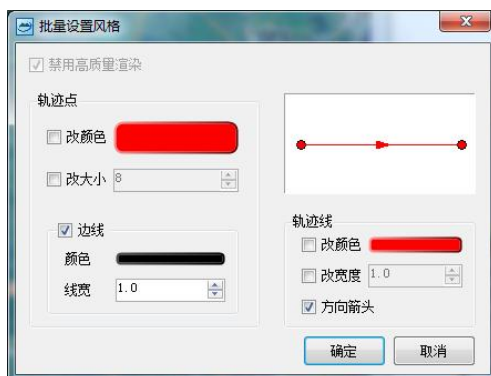 批量设置风格
禁用高质量渲染
轨迹点
改颜色
改大小 8
边线
颜色
线宽 1.0
轨迹线
改颜色
改宽度 1.0
方向箭头
确定 取消